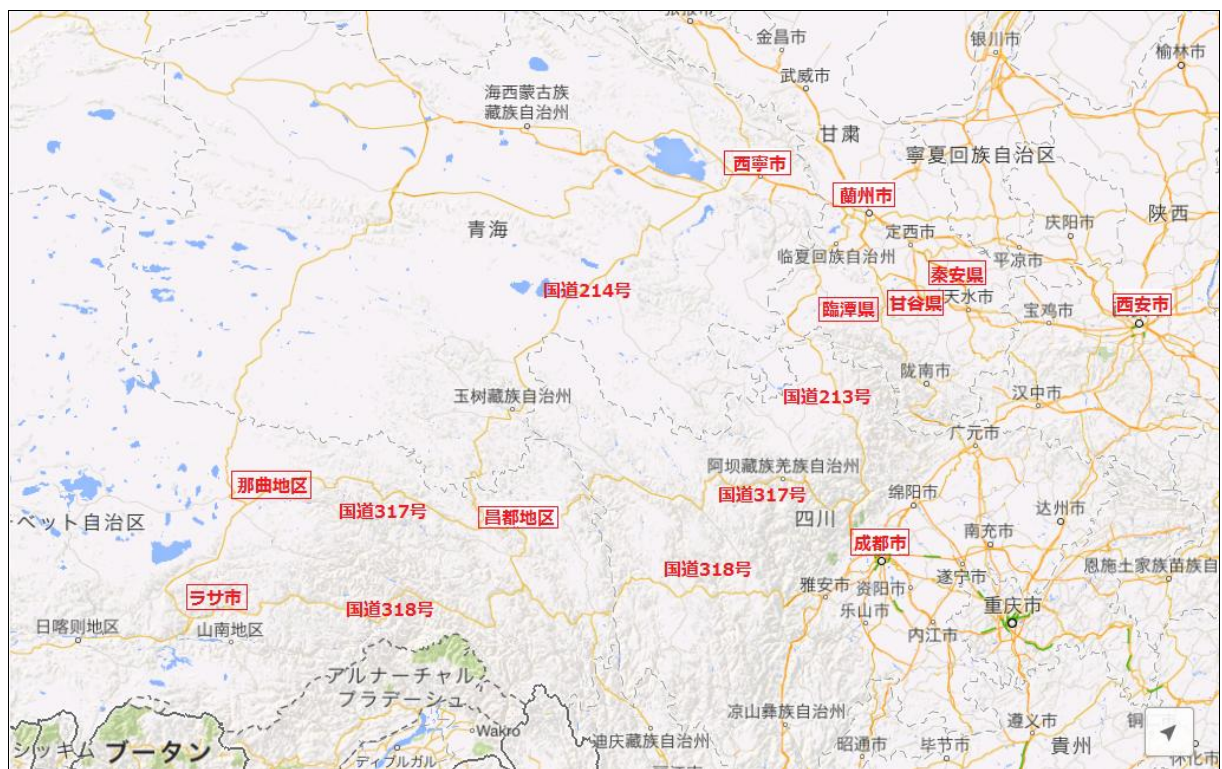 金昌市
银川市
榆林市
武威市
海西蒙古族
藏族自治州
甘粛
寧夏回族自治区
西寧市
蘭州市
陕西
庆阳市
青海
定西市
临夏回族自治州
平凉市
秦安県
国道214号
天水市
甘谷県
臨潭県
西安市
宝鸡市
陇南市
玉树藏族自治州
国道213号
汉中市
广元市
阿坝藏族羌族自治州
那曲地区
国道317号
绵阳市
国道317号
昌都地区
四川
达州市
ベット自治区
南充市
成都市
国道318号
恩施土家族苗族自
遂宁市
雅安市
资阳市
ラサ市
国道318号
重庆市
乐山市
日喀则地区
山南地区
内江市
アルナーチャル
プラデーシュ
凉山彝族自治州
遵义市
铜
Wakro
迪庆藏族自治州
昭通市
毕节市
貴州
シッキム
ブータン
ディブルガル
怀化市